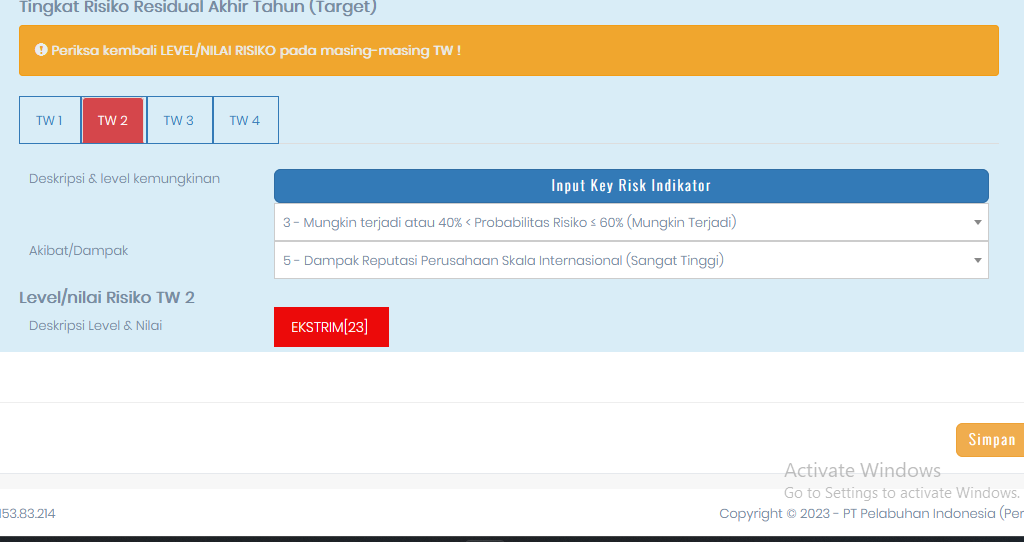 Tingkat Risiko Residual Akhir Tahun (Target)
Periksa kembali LEVEL/NILAI RISIKO pada masing-masing TW !
TW 1
TW 2
TW 3
TW 4
Deskripsi & level kemungkinan
Input Key Risk Indikator
3 - Mungkin terjadi atau 40% < Probabilitas Risiko ≤ 60% (Mungkin Terjadi)
Akibat/Dampak
5 - Dampak Reputasi Perusahaan Skala Internasional (Sangat Tinggi)
Level/nilai Risiko TW 2
Deskripsi Level & Nilai
EKSTRIM[23]
Simpan
Activate Windows
Go to Settings to activate Windows.
153.83.214
Copyright © 2023 - PT Pelabuhan Indonesia (Per